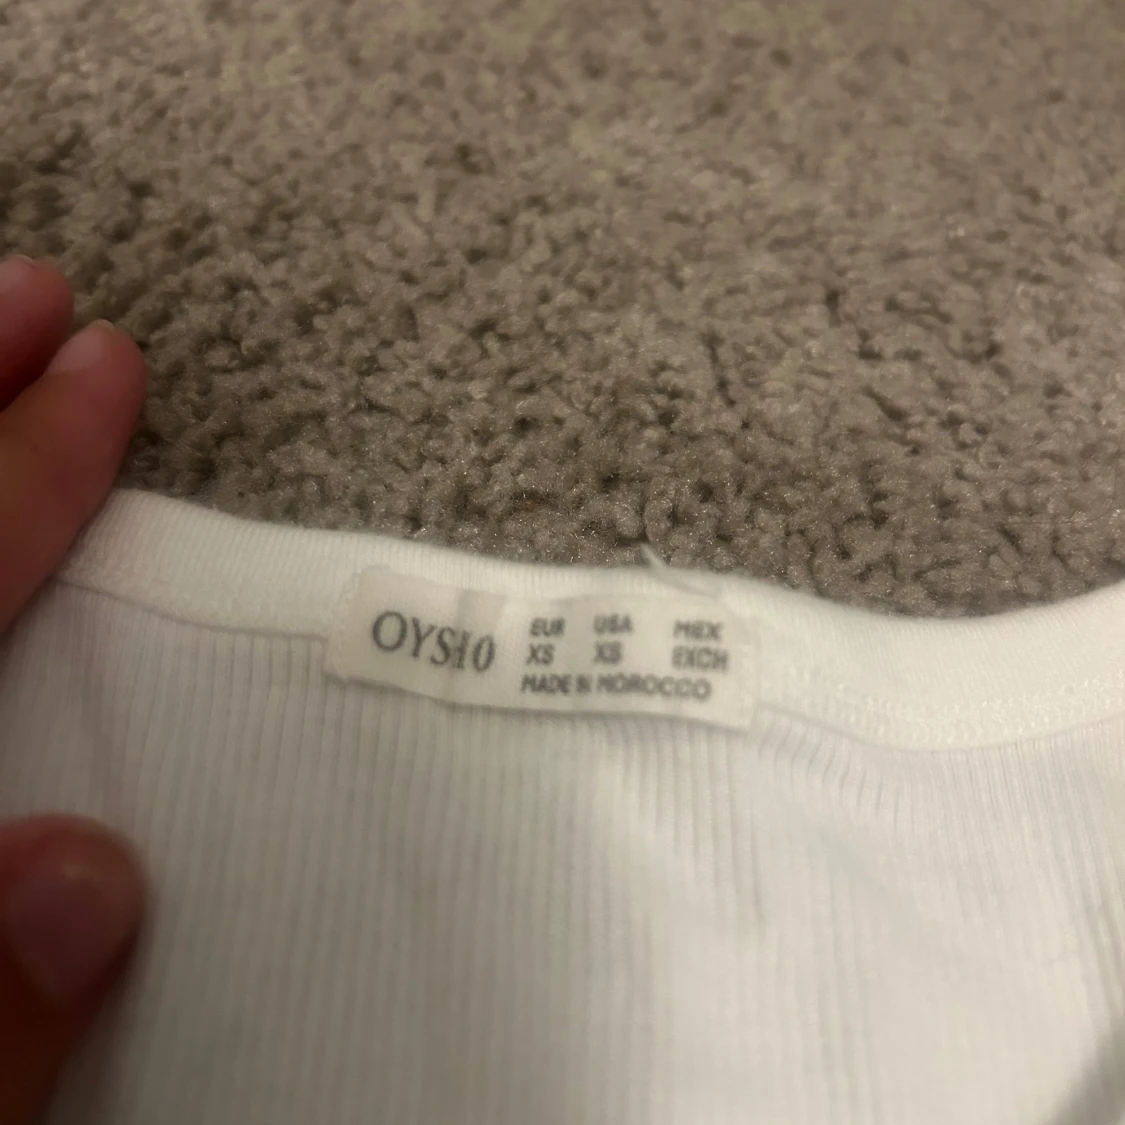 OYSHO
EUR USA MEX
XS XS EXCH
MADE IN MOROCCO